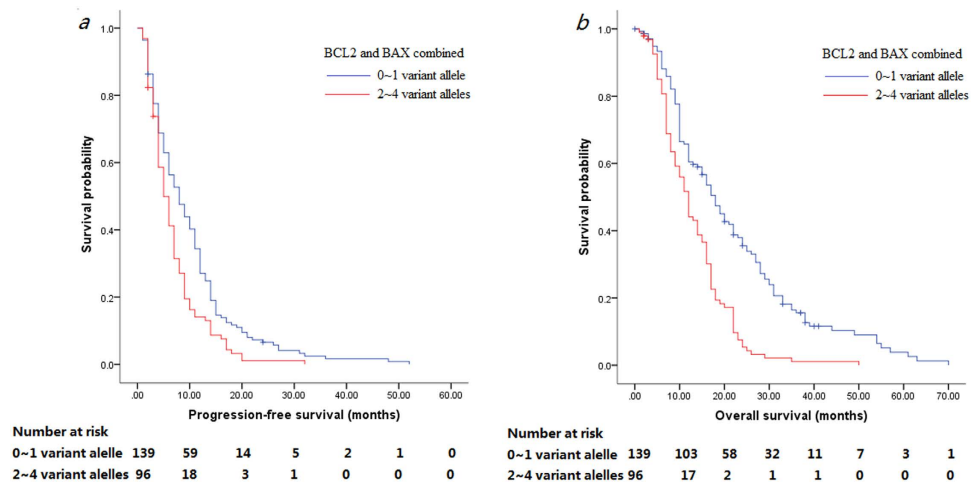 a
BCL2 and BAX combined
0~1 variant allele
2~4 variant alleles
Survival probability
1.0
0.8
0.6
0.4
0.2
0.0
.00 10.00 20.00 30.00 40.00 50.00 60.00
Progression-free survival (months)
Number at risk
0~1 variant alelle 139 59 14 5 2 1 0
2~4 variant alelles 96 18 3 1 0 0 0
b
BCL2 and BAX combined
0~1 variant allele
2~4 variant alleles
Survival probability
1.0
0.8
0.6
0.4
0.2
0.0
.00 10.00 20.00 30.00 40.00 50.00 60.00 70.00
Overall survival (months)
Number at risk
0~1 variant alelle 139 103 58 32 11 7 3 1
2~4 variant alelles 96 17 2 1 1 0 0 0